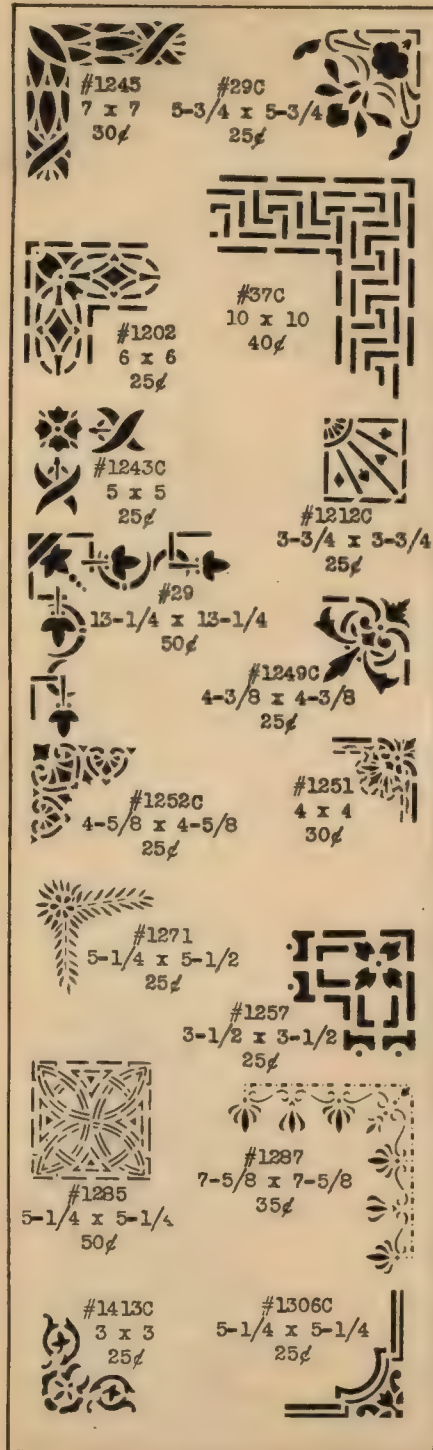 #1245
7 x 7
30¢
#29C
5-3/4 x 5-3/4
25¢
#37C
10 x 10
40¢
#1202
6 x 6
25¢
#1243C
5 x 5
25¢
#1212C
3-3/4 x 3-3/4
25¢
#29
13-1/4 x 13-1/4
50¢
#1249C
4-3/8 x 4-3/8
25¢
#1252C
4-5/8 x 4-5/8
25¢
#1251
4 x 4
30¢
#1271
5-1/4 x 5-1/2
25¢
#1257
3-1/2 x 3-1/2
25¢
#1285
5-1/4 x 5-1/4
50¢
#1287
7-5/8 x 7-5/8
35¢
#1413C
3 x 3
25¢
#1306C
5-1/4 x 5-1/4
25¢